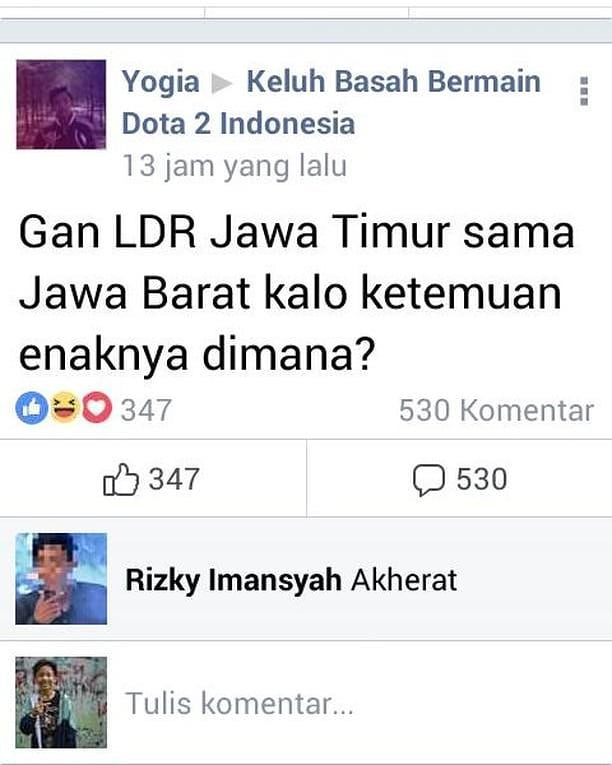 Yogia ▶ Keluh Basah Bermain
Dota 2 Indonesia
13 jam yang lalu
Gan LDR Jawa Timur sama
Jawa Barat kalo ketemuan
enaknya dimana?
347 530 Komentar
347 530
Rizky Imansyah Akherat
Tulis komentar...